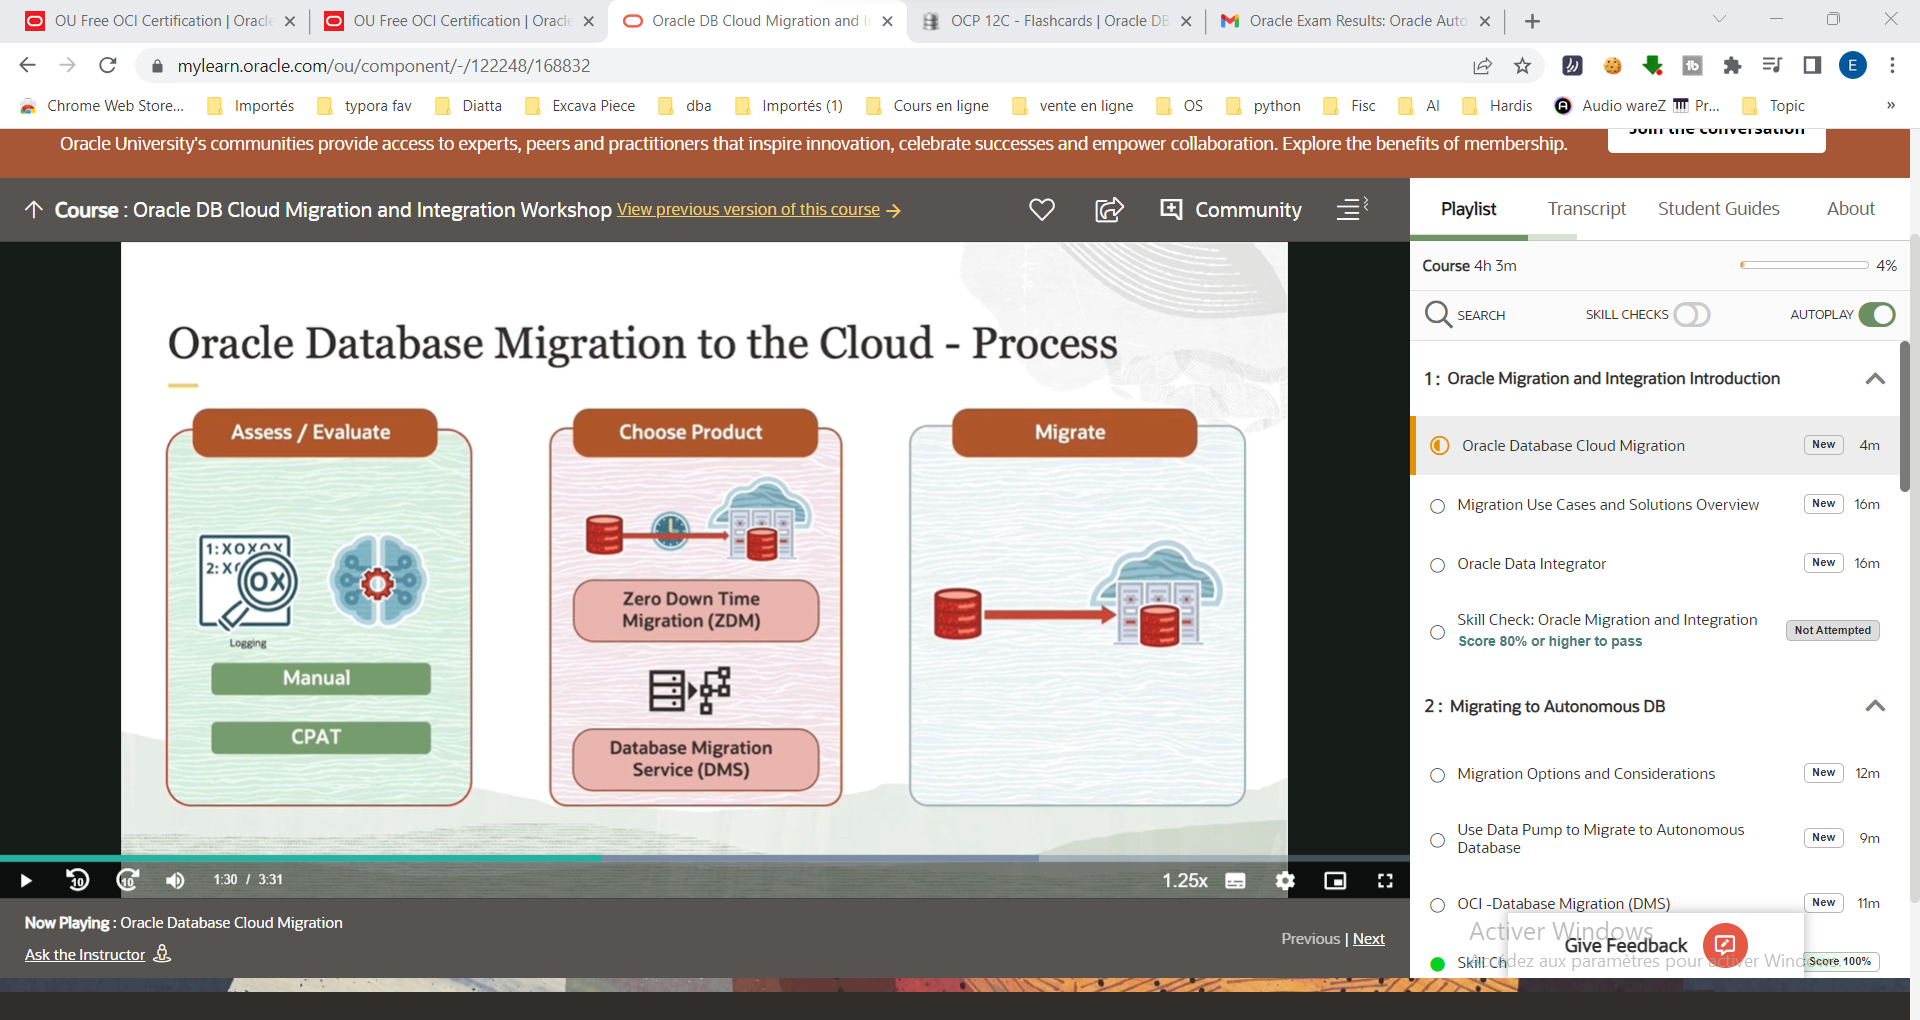 OU Free OCI Certification | Oracle
OU Free OCI Certification | Oracle
Oracle DB Cloud Migration and I
OCP 12C - Flashcards | Oracle DB
Oracle Exam Results: Oracle Auto
mylearn.oracle.com/ou/component/-/122248/168832
E
Chrome Web Store...
Importés
typora fav
Diatta
Excava Piece
dba
Importés (1)
Cours en ligne
vente en ligne
OS
python
Fisc
AI
Hardis
Audio wareZ
Pr...
Topic
»
Oracle University's communities provide access to experts, peers and practitioners that inspire innovation, celebrate successes and empower collaboration. Explore the benefits of membership.
Join the conversation
Course : Oracle DB Cloud Migration and Integration Workshop View previous version of this course →
Community
Playlist
Transcript
Student Guides
About
Course 4h 3m
4%
SEARCH
SKILL CHECKS
AUTOPLAY
Oracle Database Migration to the Cloud - Process
Assess / Evaluate
1:XOXOX
2:X
OX
Logging
Manual
CPAT
Choose Product
Zero Down Time
Migration (ZDM)
Database Migration
Service (DMS)
Migrate
10
10
1:30 / 3:31
1.25x
Now Playing : Oracle Database Cloud Migration
Ask the Instructor
Previous | Next
1 : Oracle Migration and Integration Introduction
Oracle Database Cloud Migration New 4m
Migration Use Cases and Solutions Overview New 16m
Oracle Data Integrator New 16m
Skill Check: Oracle Migration and Integration
Score 80% or higher to pass
Not Attempted
2 : Migrating to Autonomous DB
Migration Options and Considerations New 12m
Use Data Pump to Migrate to Autonomous
Database
New 9m
OCI -Database Migration (DMS) New 11m
Activer Windows
Give Feedback
Skill Ch
Accédez aux paramètres pour activer Windows.
Score 100%